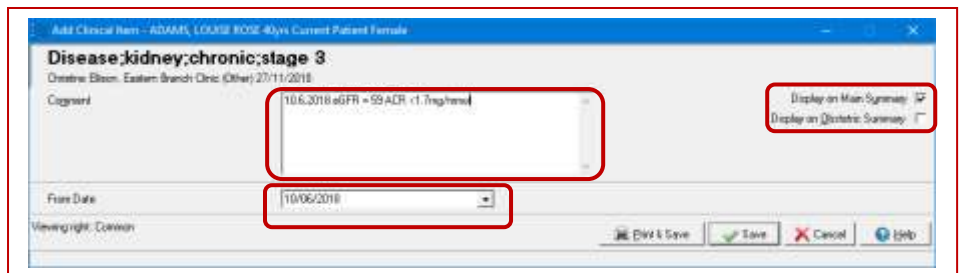 Add Clinical Item - ADAMS, LOUISE ROSE 40yrs Current Patient Female
Disease;kidney;chronic;stage 3
Eastern Branch Clinic (Other) 27/11/2018
Comment
10.6.2018 eGFR = 59 ACR <1.7mg/mmol
Display on Main Summary
Display on Obstetric Summary
From Date
10/06/2018
Viewing right: Common
Print & Save
Save
Cancel
Help